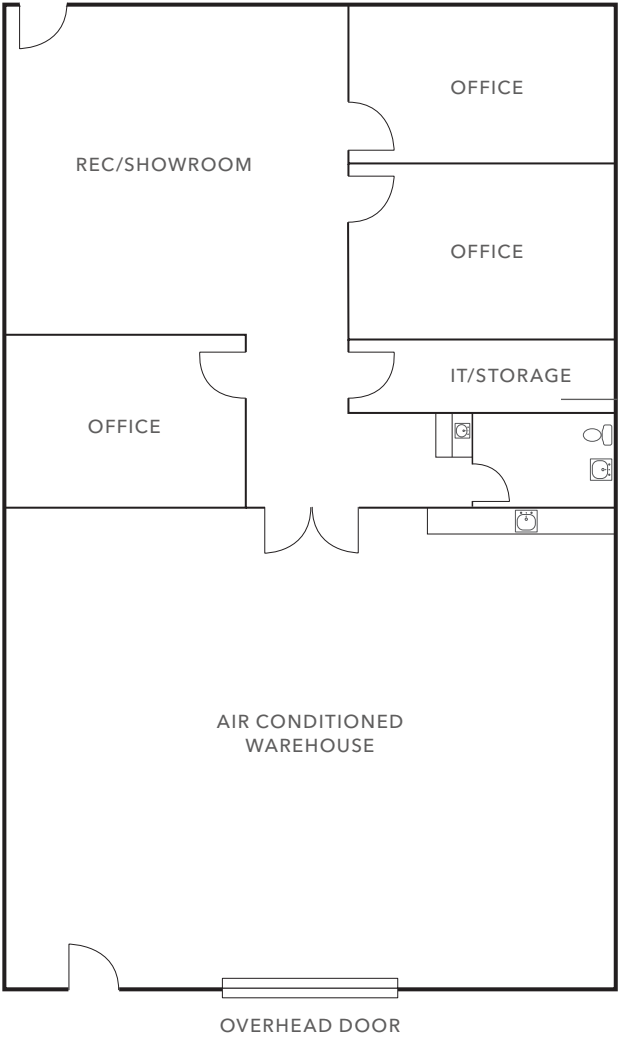 OFFICE
REC/SHOWROOM
OFFICE
IT/STORAGE
OFFICE
AIR CONDITIONED
WAREHOUSE
OVERHEAD DOOR